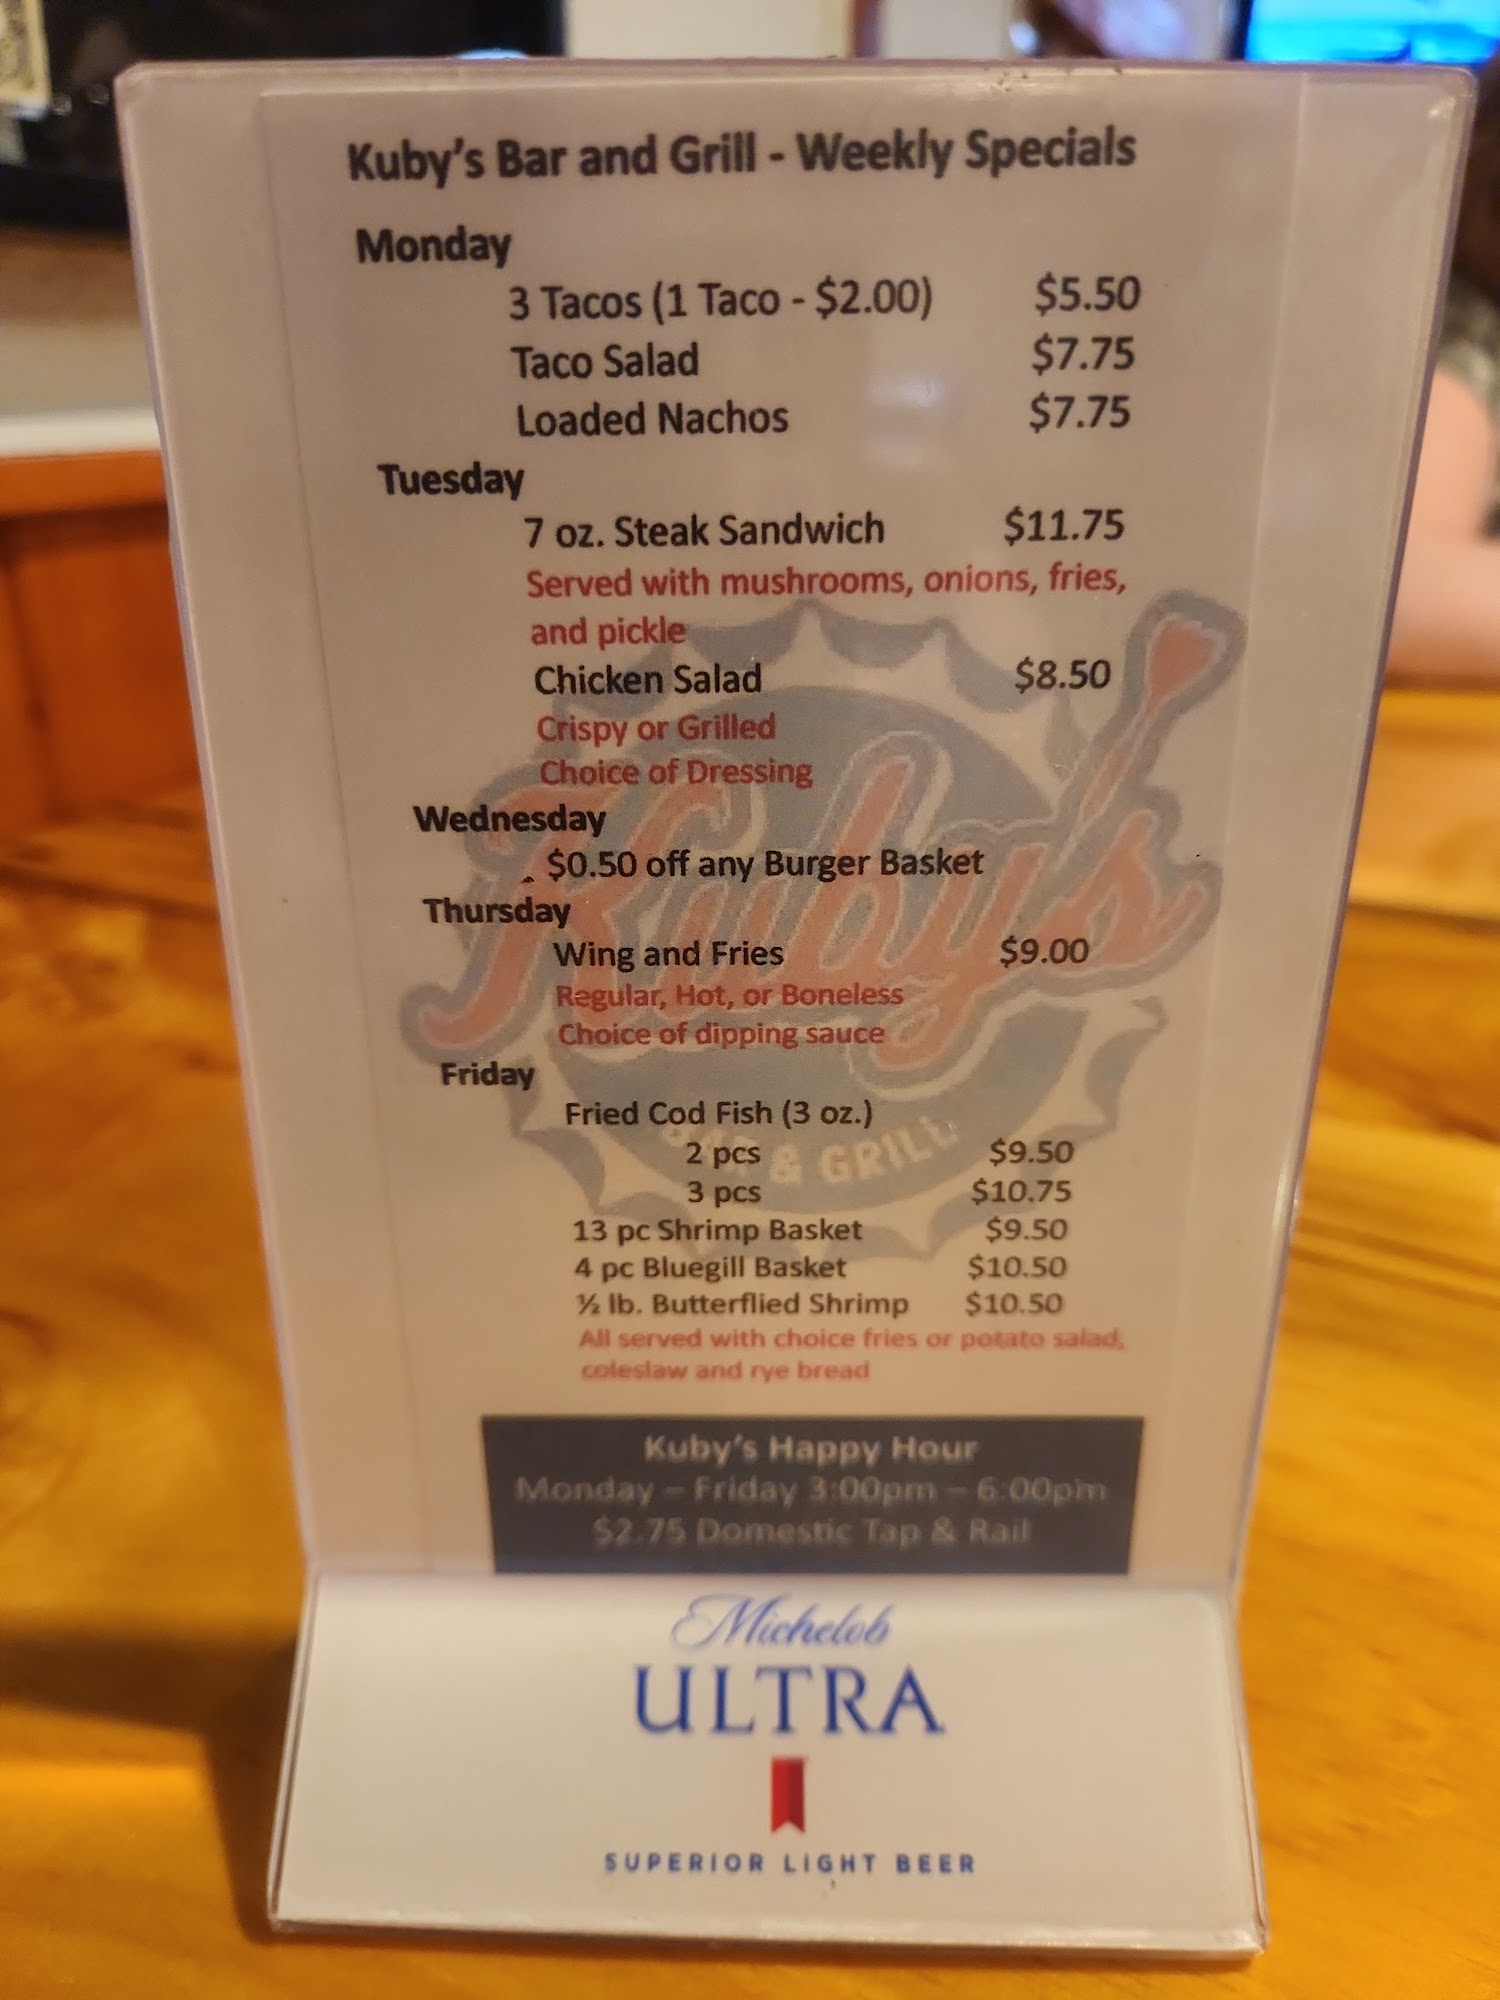 Kuby's Bar and Grill - Weekly Specials
Monday
3 Tacos (1 Taco - $2.00) $5.50
Taco Salad $7.75
Loaded Nachos $7.75
Tuesday
7 oz. Steak Sandwich $11.75
Served with mushrooms, onions, fries,
and pickle
Chicken Salad $8.50
Crispy or Grilled
Choice of Dressing
Wednesday
$0.50 off any Burger Basket
Thursday
Wing and Fries $9.00
Regular, Hot, or Boneless
Choice of dipping sauce
Friday
Fried Cod Fish (3 oz.)
2 pcs $9.50
3 pcs $10.75
13 pc Shrimp Basket $9.50
4 pc Bluegill Basket $10.50
½ lb. Butterflied Shrimp $10.50
All served with choice fries or potato salad,
coleslaw and rye bread
Kuby's
BAR & GRILL
Kuby's Happy Hour
Monday – Friday 3:00pm – 6:00pm
$2.75 Domestic Tap & Rail
Michelob
ULTRA
SUPERIOR LIGHT BEER